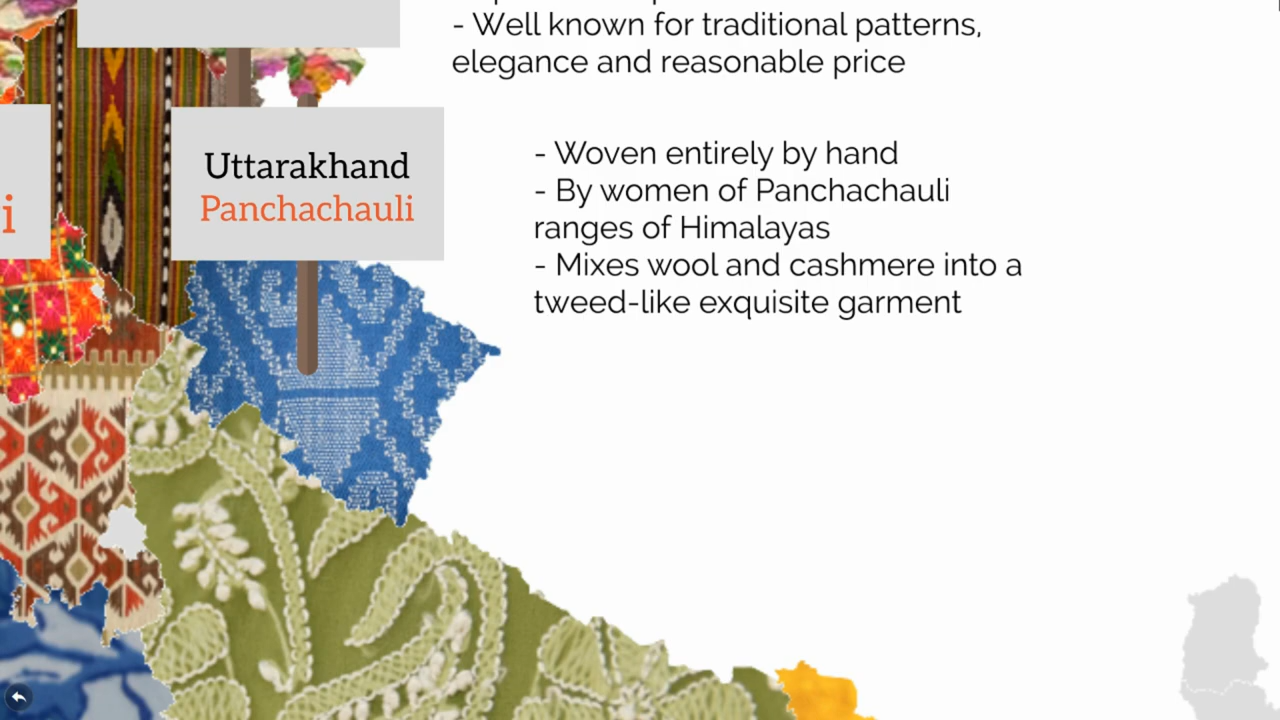 - Well known for traditional patterns,
elegance and reasonable price
Uttarakhand
Panchachauli
i
- Woven entirely by hand
- By women of Panchachauli
ranges of Himalayas
- Mixes wool and cashmere into a
tweed-like exquisite garment